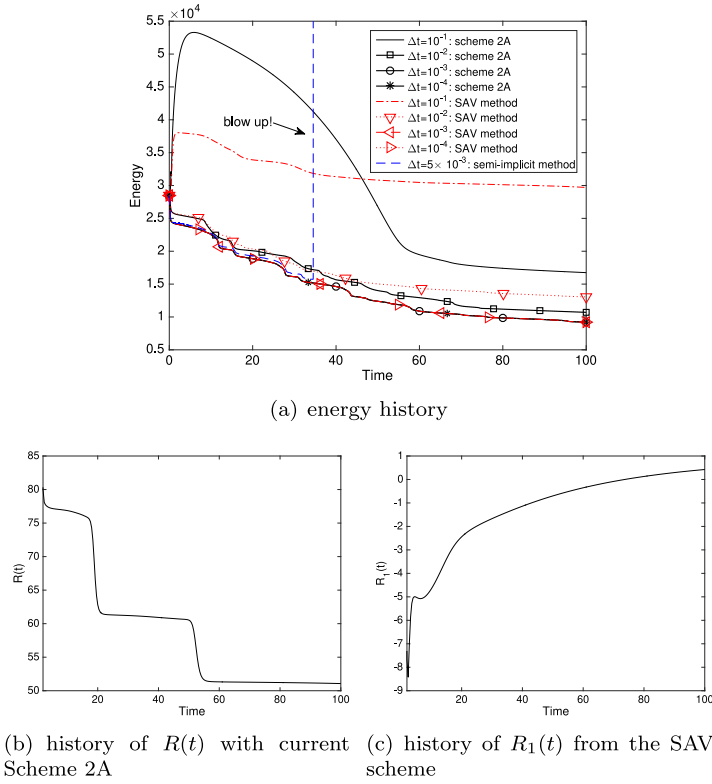 ×10⁴
5.5
5
4.5
4
3.5
3
2.5
2
1.5
1
0.5
Energy
0 20 40 60 80 100
Time
blow up!
Δt=10⁻¹: scheme 2A
Δt=10⁻²: scheme 2A
Δt=10⁻³: scheme 2A
Δt=10⁻⁴: scheme 2A
Δt=10⁻¹: SAV method
Δt=10⁻²: SAV method
Δt=10⁻³: SAV method
Δt=10⁻⁴: SAV method
Δt=5× 10⁻³: semi-implicit method
(a) energy history
85
80
75
70
65
60
55
50
R(t)
20 40 60 80 100
Time
(b) history of R(t) with current
Scheme 2A
1
0
-1
-2
-3
-4
-5
-6
-7
-8
-9
R₁(t)
20 40 60 80 100
Time
(c) history of R₁(t) from the SAV
scheme